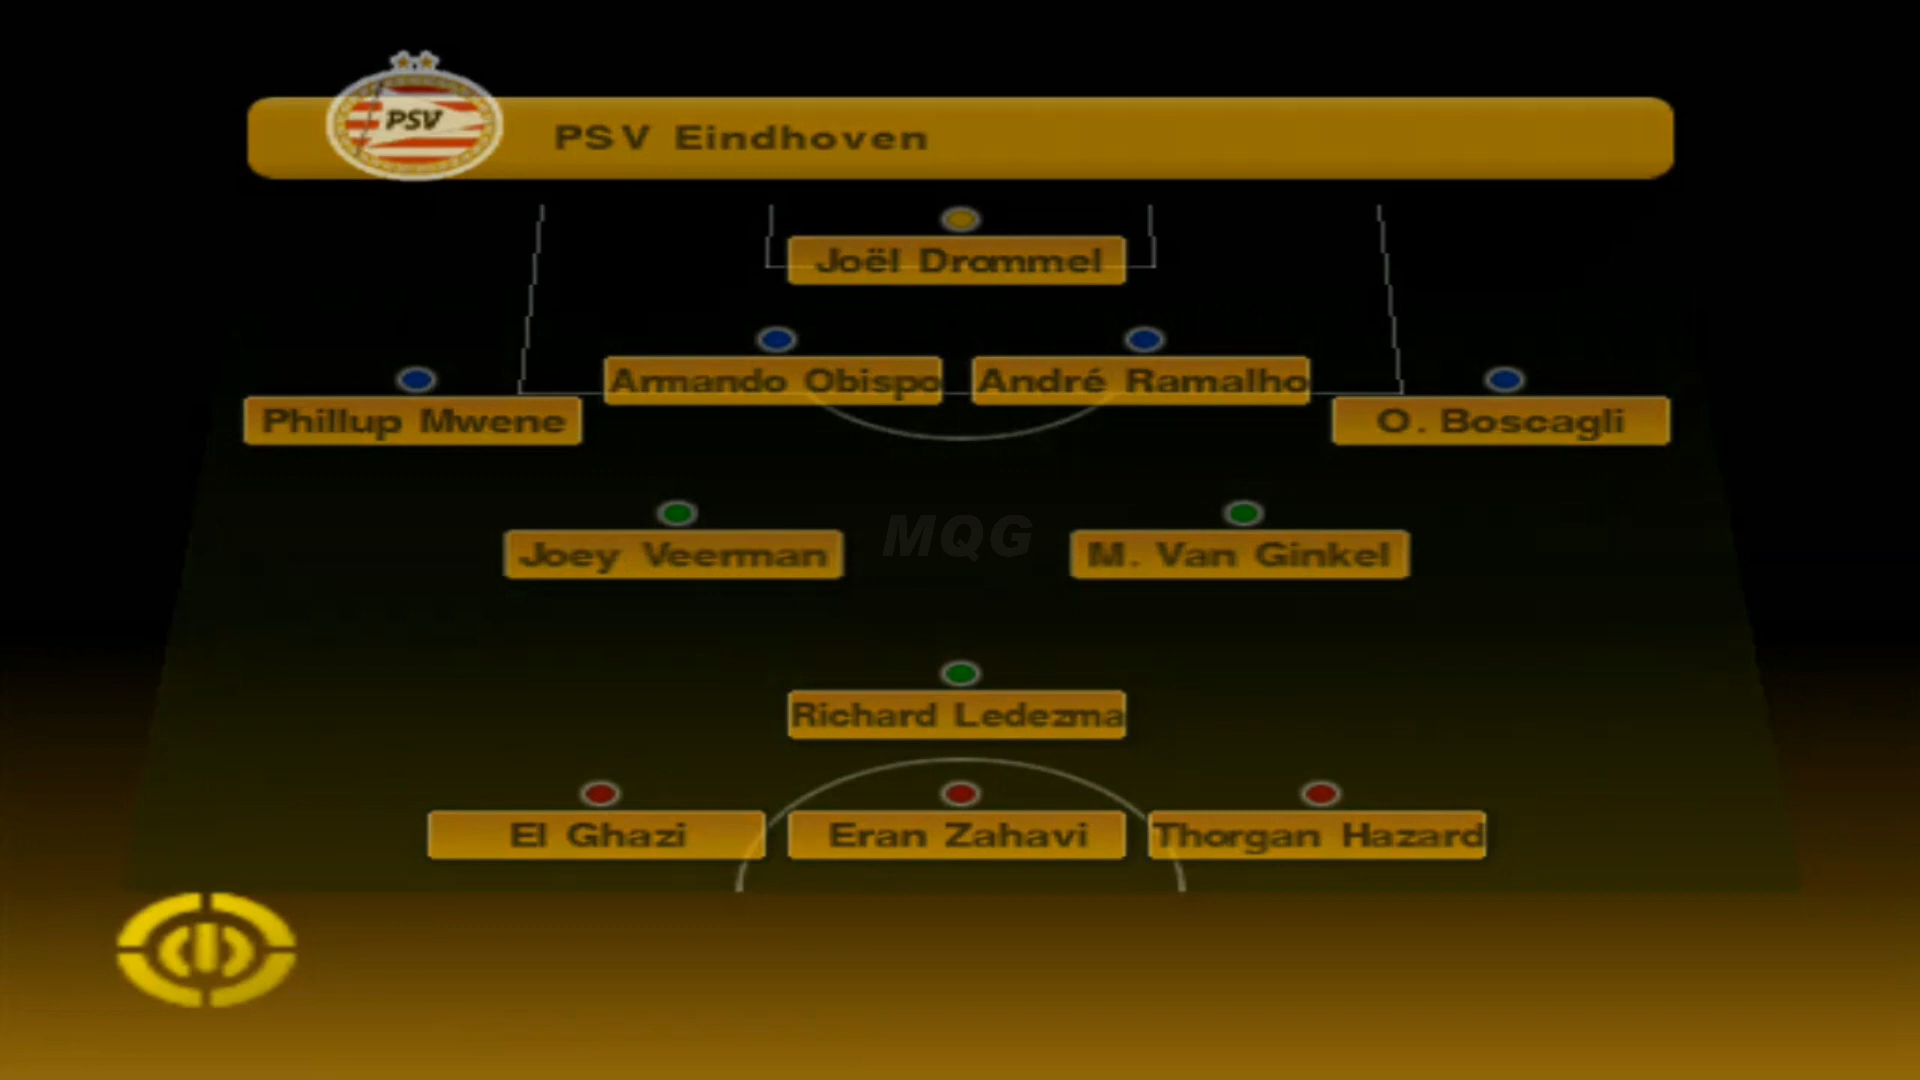 PSV
PSV Eindhoven
Joël Drommel
Armando Obispo
André Ramalho
Phillup Mwene
O. Boscagli
Joey Veerman
MQG
M. Van Ginkel
Richard Ledezma
El Ghazi
Eran Zahavi
Thorgan Hazard